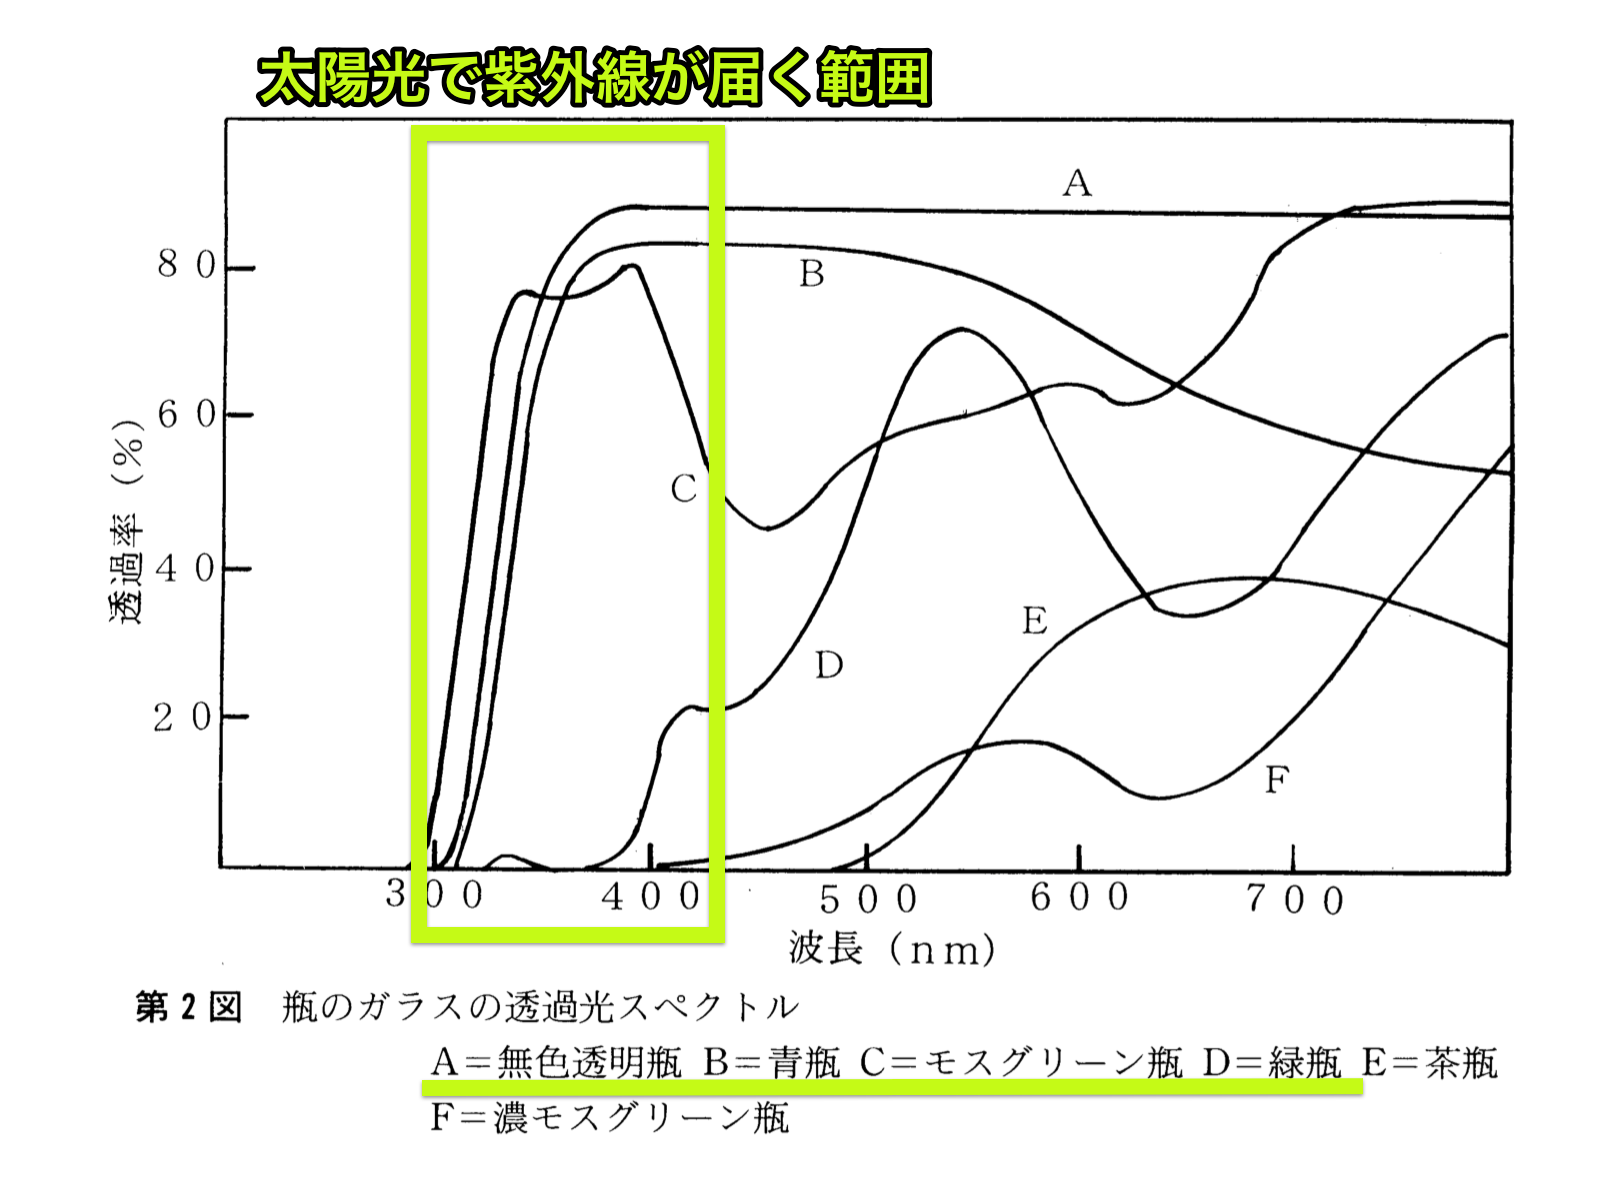 太陽光で紫外線が届く範囲
A
B
C
D
E
F
80
60
40
20
透過率(%)
300 400 500 600 700
波長(nm)
第2図 瓶のガラスの透過光スペクトル
A=無色透明瓶 B=青瓶 C=モスグリーン瓶 D=緑瓶 E=茶瓶
F=濃モスグリーン瓶